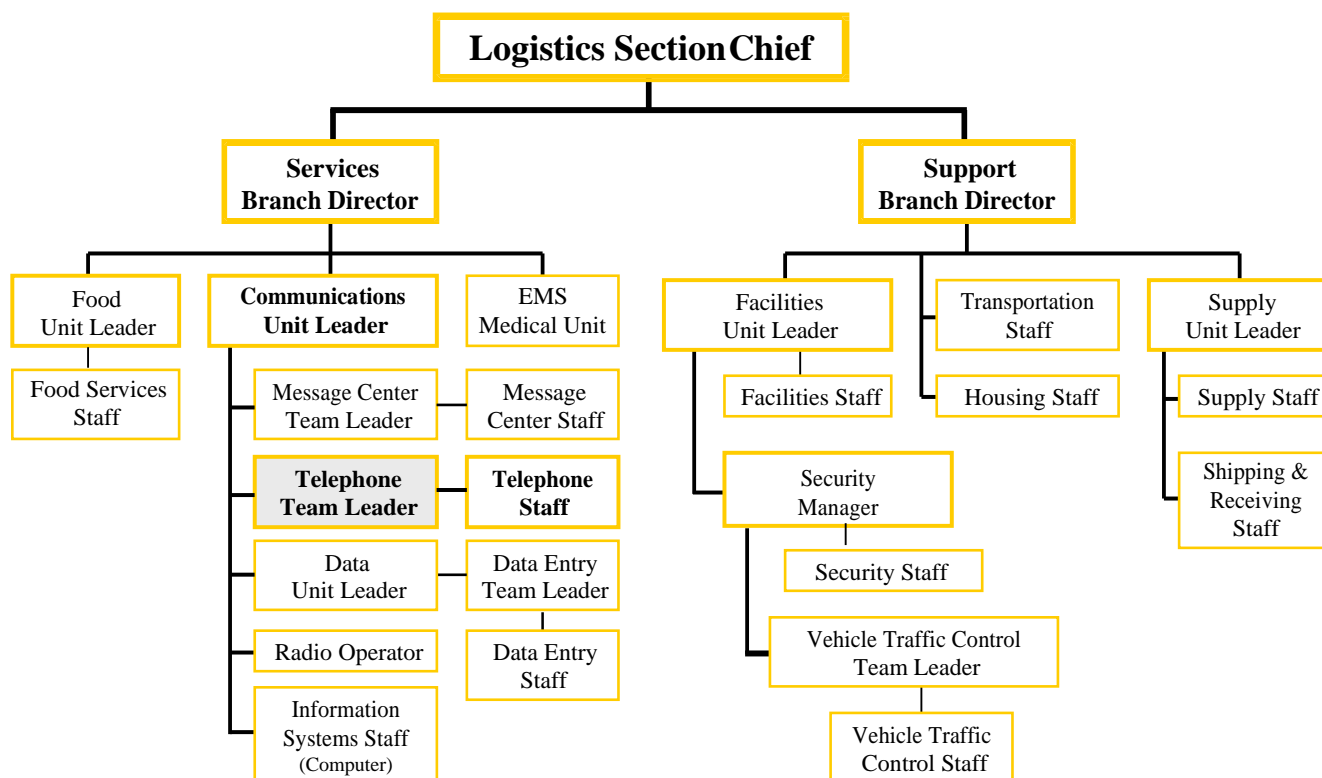 Logistics Section Chief
Services
Branch Director
Support
Branch Director
Food
Unit Leader
Communications
Unit Leader
EMS
Medical Unit
Facilities
Unit Leader
Transportation
Staff
Supply
Unit Leader
Food Services
Staff
Message Center
Team Leader
Message
Center Staff
Facilities Staff
Housing Staff
Supply Staff
Telephone
Team Leader
Telephone
Staff
Security
Manager
Shipping &
Receiving
Staff
Data
Unit Leader
Data Entry
Team Leader
Security Staff
Radio Operator
Data Entry
Staff
Vehicle Traffic Control
Team Leader
Information
Systems Staff
(Computer)
Vehicle Traffic
Control Staff